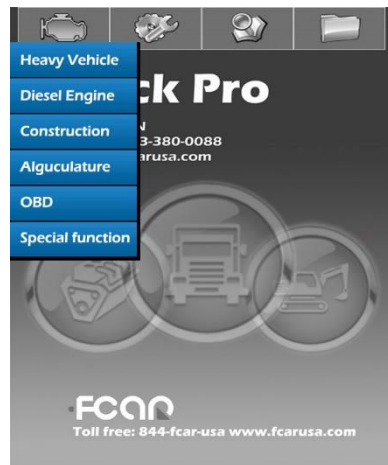 Heavy Vehicle
Diesel Engine
Construction
Alguculature
OBD
Special function
ck Pro
N
3-380-0088
arusa.com
FCAR
Toll free: 844-fcar-usa www.fcarusa.com